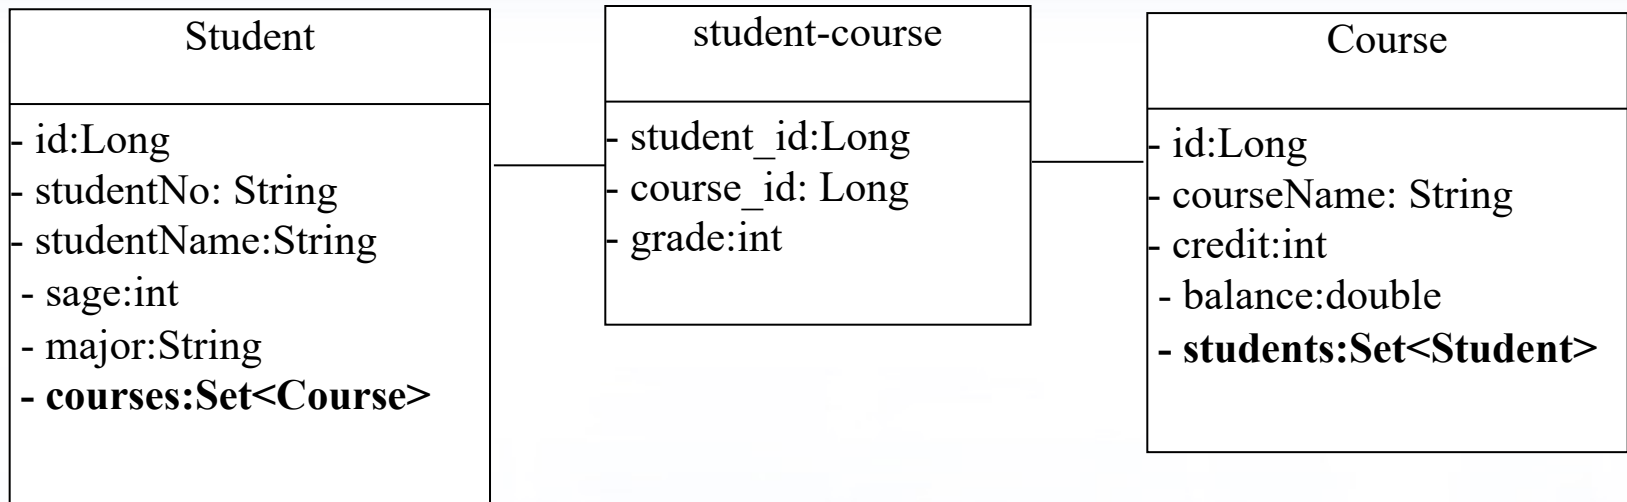 Student
- id:Long
- studentNo: String
- studentName:String
- sage:int
- major:String
- courses:Set<Course>
student-course
- student_id:Long
- course_id: Long
- grade:int
Course
- id:Long
- courseName: String
- credit:int
- balance:double
- students:Set<Student>